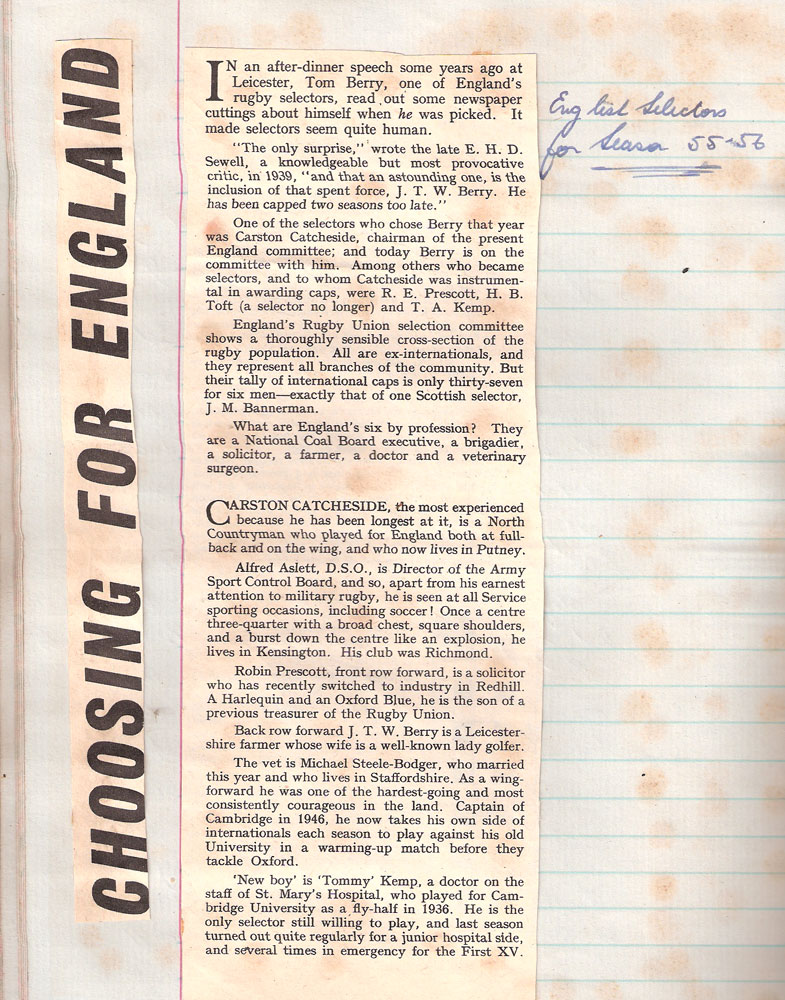 CHOOSING FOR ENGLAND
IN an after-dinner speech some years ago at
Leicester, Tom Berry, one of England's
rugby selectors, read out some newspaper
cuttings about himself when he was picked. It
made selectors seem quite human.
"The only surprise," wrote the late E. H. D.
Sewell, a knowledgeable but most provocative
critic, in 1939, "and that an astounding one, is the
inclusion of that spent force, J. T. W. Berry. He
has been capped two seasons too late."
One of the selectors who chose Berry that year
was Carston Catcheside, chairman of the present
England committee; and today Berry is on the
committee with him. Among others who became
selectors, and to whom Catcheside was instrumen-
tal in awarding caps, were R. E. Prescott, H. B.
Toft (a selector no longer) and T. A. Kemp.
England's Rugby Union selection committee
shows a thoroughly sensible cross-section of the
rugby population. All are ex-internationals, and
they represent all branches of the community. But
their tally of international caps is only thirty-seven
for six men—exactly that of one Scottish selector,
J. M. Bannerman.
What are England's six by profession? They
are a National Coal Board executive, a brigadier,
a solicitor, a farmer, a doctor and a veterinary
surgeon.
CARSTON CATCHESIDE, the most experienced
because he has been longest at it, is a North
Countryman who played for England both at full-
back and on the wing, and who now lives in Putney.
Alfred Aslett, D.S.O., is Director of the Army
Sport Control Board, and so, apart from his earnest
attention to military rugby, he is seen at all Service
sporting occasions, including soccer! Once a centre
three-quarter with a broad chest, square shoulders,
and a burst down the centre like an explosion, he
lives in Kensington. His club was Richmond.
Robin Prescott, front row forward, is a solicitor
who has recently switched to industry in Redhill.
A Harlequin and an Oxford Blue, he is the son of a
previous treasurer of the Rugby Union.
Back row forward J. T. W. Berry is a Leicester-
shire farmer whose wife is a well-known lady golfer.
The vet is Michael Steele-Bodger, who married
this year and who lives in Staffordshire. As a wing-
forward he was one of the hardest-going and most
consistently courageous in the land. Captain of
Cambridge in 1946, he now takes his own side of
internationals each season to play against his old
University in a warming-up match before they
tackle Oxford.
'New boy' is 'Tommy' Kemp, a doctor on the
staff of St. Mary's Hospital, who played for Cam-
bridge University as a fly-half in 1936. He is the
only selector still willing to play, and last season
turned out quite regularly for a junior hospital side,
and several times in emergency for the First XV.
English Selectors
for Season 55-56